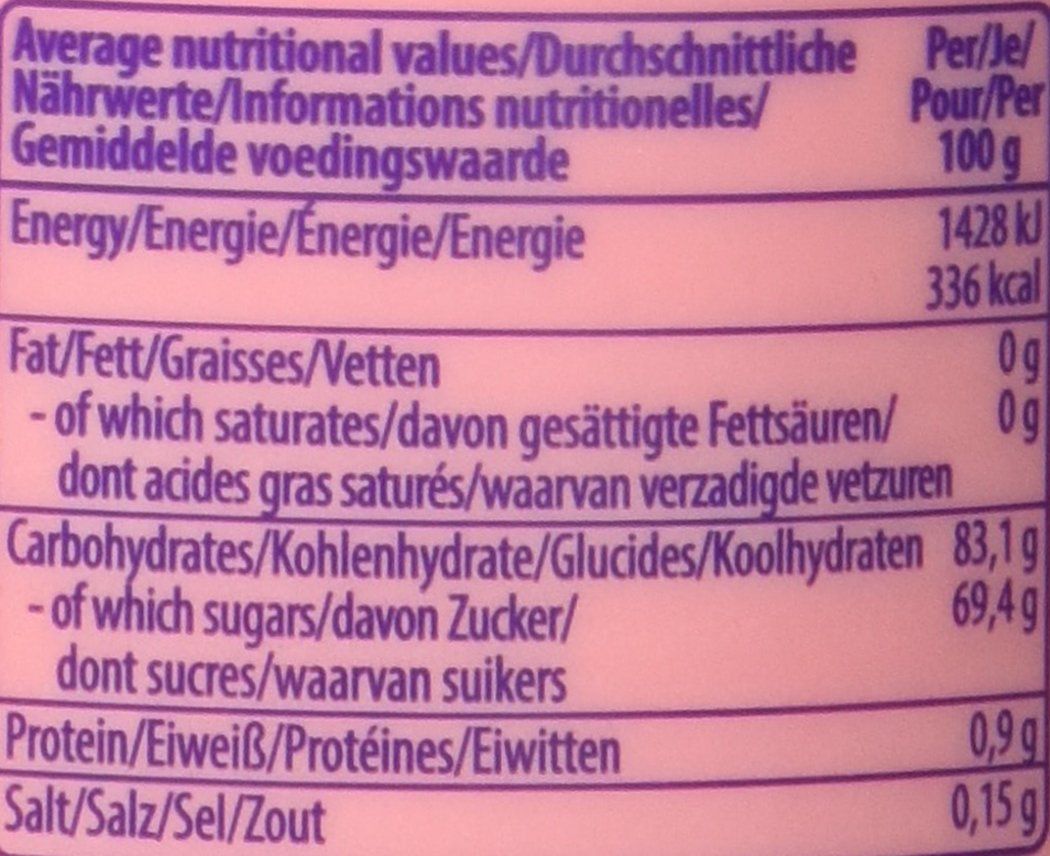 Average nutritional values/Durchschnittliche Per/Je/
Nährwerte/Informations nutritionelles/ Pour/Per
Gemiddelde voedingswaarde 100 g
Energy/Energie/Énergie/Energie 1428 kJ
336 kcal
Fat/Fett/Graisses/Vetten 0 g
- of which saturates/davon gesättigte Fettsäuren/ 0 g
dont acides gras saturés/waarvan verzadigde vetzuren
Carbohydrates/Kohlenhydrate/Glucides/Koolhydraten 83,1 g
- of which sugars/davon Zucker/ 69,4 g
dont sucres/waarvan suikers
Protein/Eiweiß/Protéines/Eiwitten 0,9 g
Salt/Salz/Sel/Zout 0,15 g